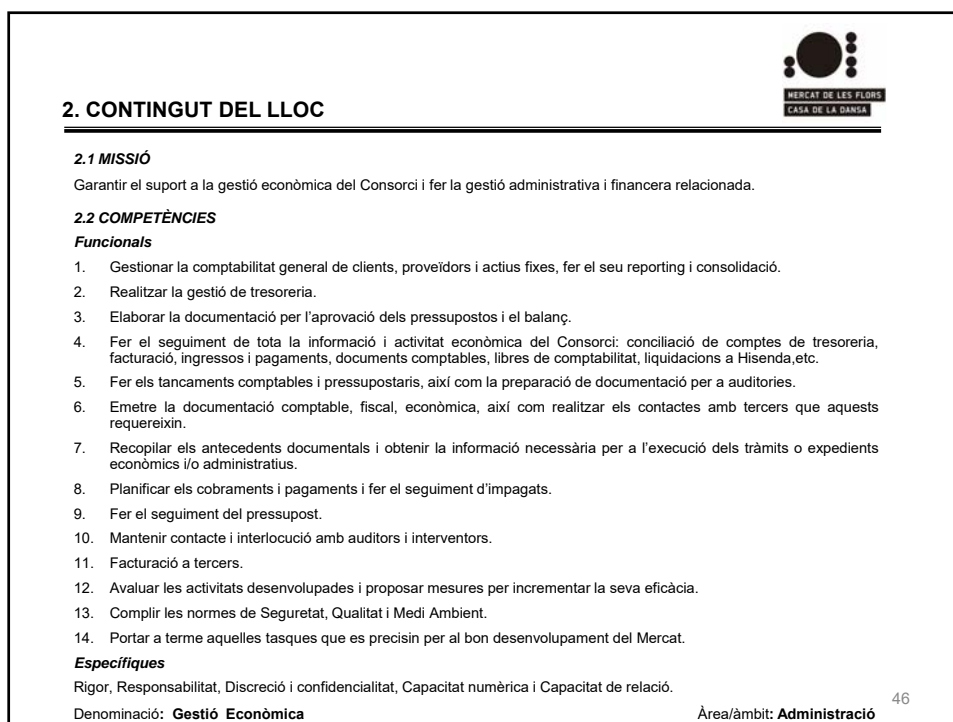 MERCAT DE LES FLORS
CASA DE LA DANSA
2. CONTINGUT DEL LLOC
2.1 MISSIÓ
Garantir el suport a la gestió econòmica del Consorci i fer la gestió administrativa i financera relacionada.
2.2 COMPETÈNCIES
Funcionals
1. Gestionar la comptabilitat general de clients, proveïdors i actius fixes, fer el seu reporting i consolidació.
2. Realitzar la gestió de tresoreria.
3. Elaborar la documentació per l'aprovació dels pressupostos i el balanç.
4. Fer el seguiment de tota la informació i activitat econòmica del Consorci: conciliació de comptes de tresoreria,
facturació, ingressos i pagaments, documents comptables, libres de comptabilitat, liquidacions a Hisenda,etc.
5. Fer els tancaments comptables i pressupostaris, així com la preparació de documentació per a auditories.
6. Emetre la documentació comptable, fiscal, econòmica, així com realitzar els contactes amb tercers que aquests
requereixin.
7. Recopilar els antecedents documentals i obtenir la informació necessària per a l'execució dels tràmits o expedients
econòmics i/o administratius.
8. Planificar els cobraments i pagaments i fer el seguiment d'impagats.
9. Fer el seguiment del pressupost.
10. Mantenir contacte i interlocució amb auditors i interventors.
11. Facturació a tercers.
12. Avaluar les activitats desenvolupades i proposar mesures per incrementar la seva eficàcia.
13. Complir les normes de Seguretat, Qualitat i Medi Ambient.
14. Portar a terme aquelles tasques que es precisin per al bon desenvolupament del Mercat.
Específiques
Rigor, Responsabilitat, Discreció i confidencialitat, Capacitat numèrica i Capacitat de relació.
46
Denominació: Gestió Econòmica Àrea/àmbit: Administració